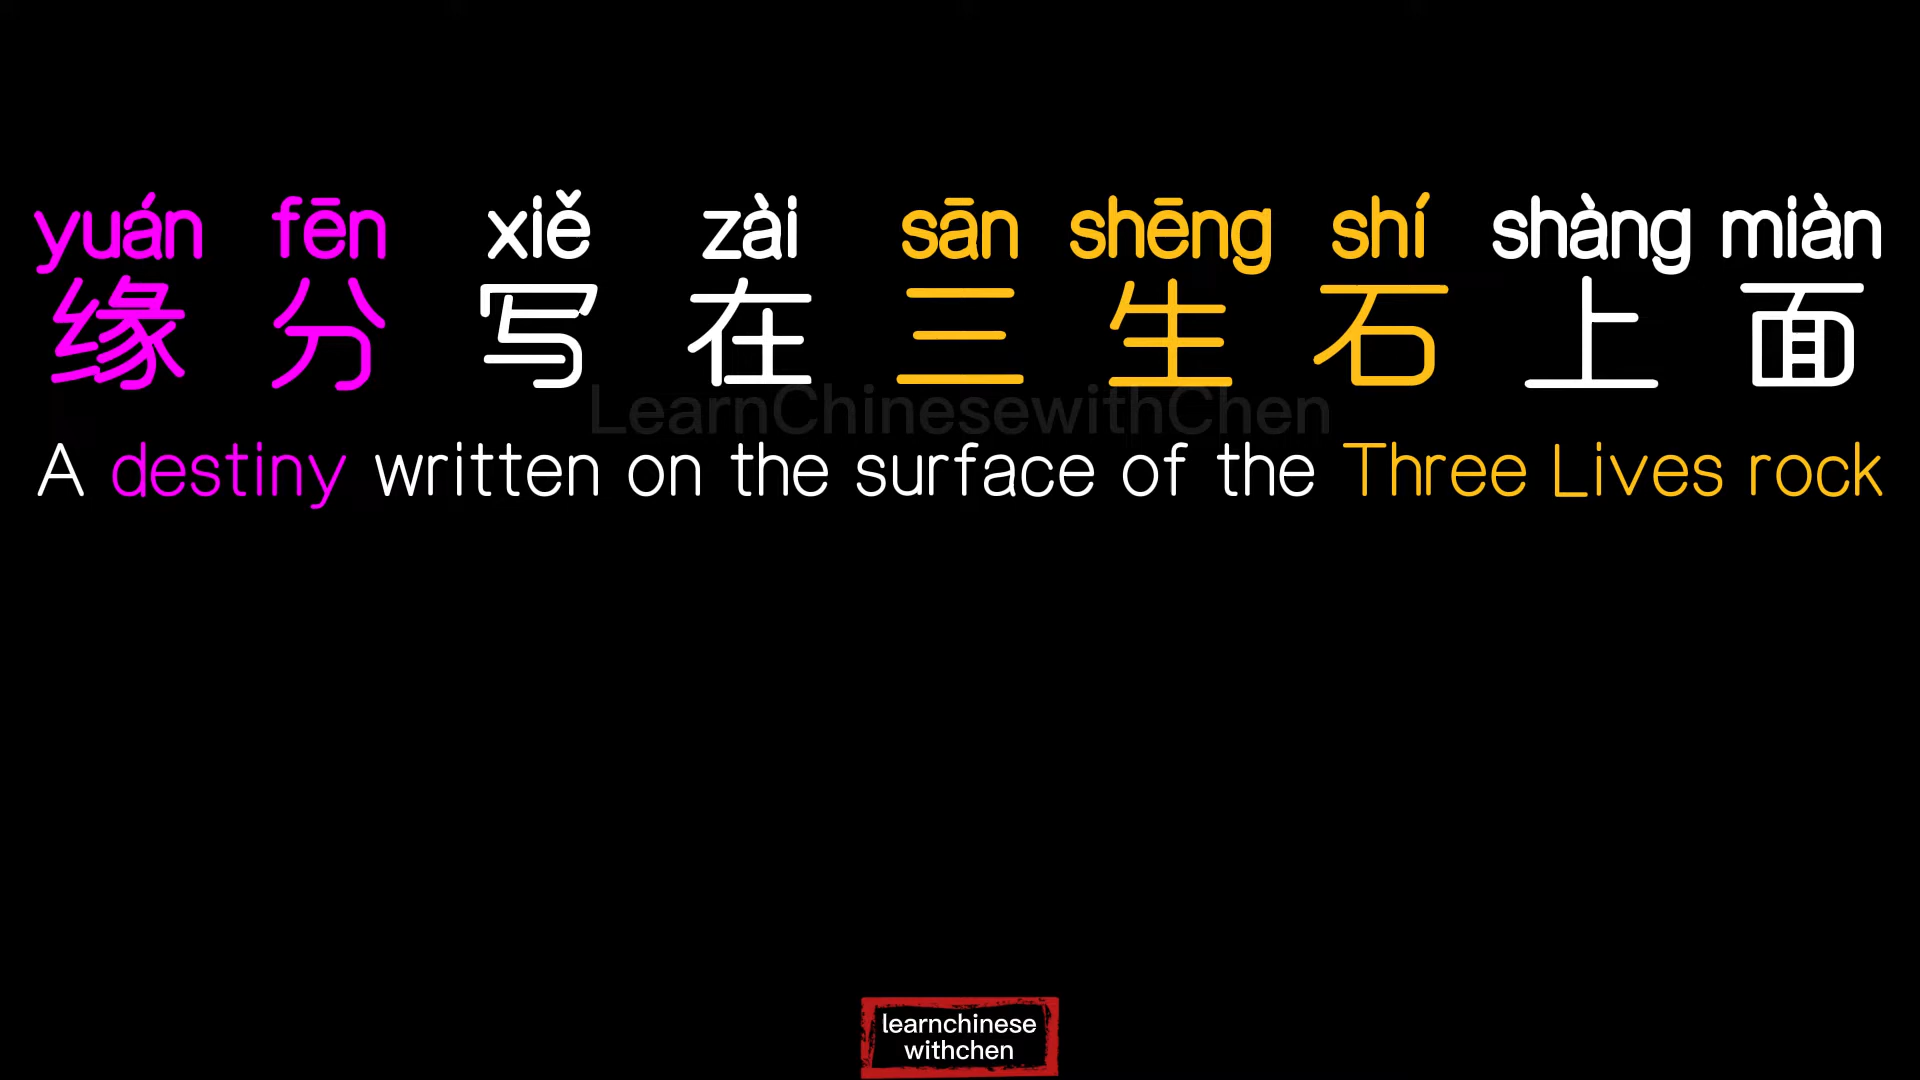 yuán fēn xiě zài sān shēng shí shàng miàn
缘分写在三生石上面
LearnChinesewithChen
A destiny written on the surface of the Three Lives rock
learnchinese
withchen